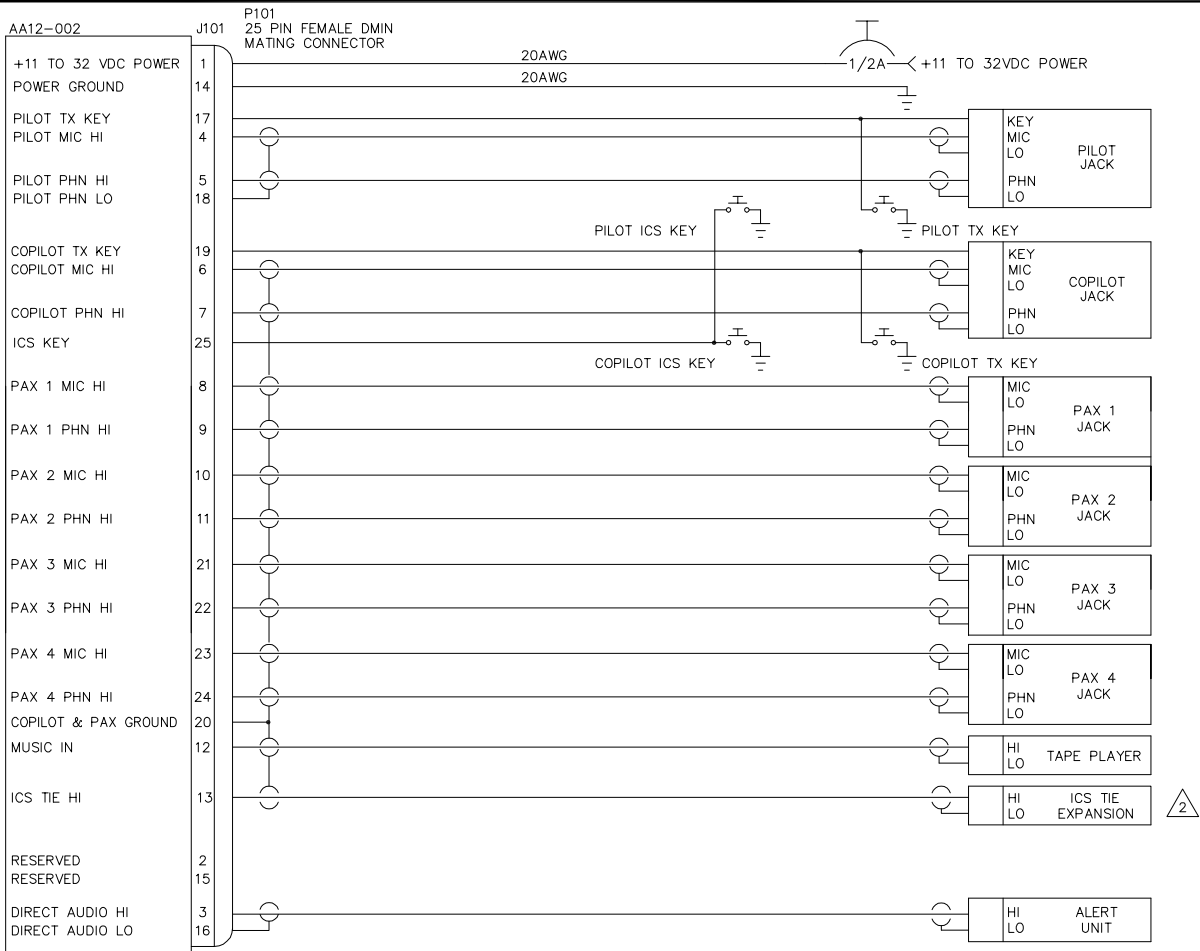 P101
AA12-002 J101 25 PIN FEMALE DMIN
MATING CONNECTOR
+11 TO 32 VDC POWER 1 20AWG 1/2A +11 TO 32VDC POWER
POWER GROUND 14 20AWG
PILOT TX KEY 17 KEY
PILOT MIC HI 4 MIC
LO PILOT
JACK
PILOT PHN HI 5 PHN
PILOT PHN LO 18 LO
PILOT ICS KEY PILOT TX KEY
COPILOT TX KEY 19 KEY
COPILOT MIC HI 6 MIC
LO COPILOT
JACK
COPILOT PHN HI 7 PHN
LO
ICS KEY 25
COPILOT ICS KEY COPILOT TX KEY
PAX 1 MIC HI 8 MIC
LO
PAX 1
JACK
PAX 1 PHN HI 9 PHN
LO
PAX 2 MIC HI 10 MIC
LO
PAX 2
JACK
PAX 2 PHN HI 11 PHN
LO
PAX 3 MIC HI 21 MIC
LO
PAX 3
JACK
PAX 3 PHN HI 22 PHN
LO
PAX 4 MIC HI 23 MIC
LO
PAX 4
JACK
PAX 4 PHN HI 24 PHN
LO
COPILOT & PAX GROUND 20
MUSIC IN 12 HI
LO TAPE PLAYER
ICS TIE HI 13 HI ICS TIE
LO EXPANSION 2
RESERVED 2
RESERVED 15
DIRECT AUDIO HI 3 HI ALERT
DIRECT AUDIO LO 16 LO UNIT